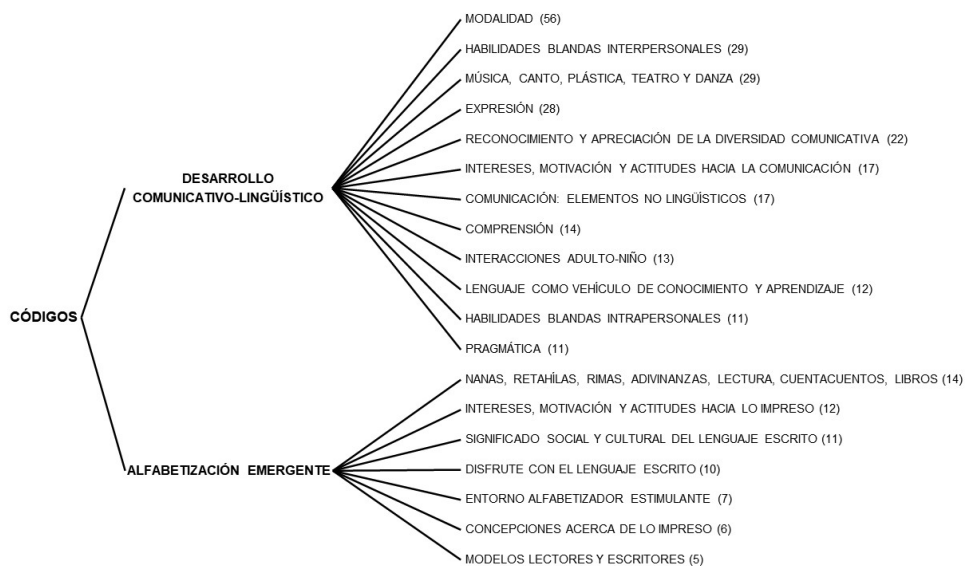 MODALIDAD (56)
HABILIDADES BLANDAS INTERPERSONALES (29)
MÚSICA, CANTO, PLÁSTICA, TEATRO Y DANZA (29)
EXPRESIÓN (28)
RECONOCIMIENTO Y APRECIACIÓN DE LA DIVERSIDAD COMUNICATIVA (22)
INTERESES, MOTIVACIÓN Y ACTITUDES HACIA LA COMUNICACIÓN (17)
DESARROLLO
COMUNICATIVO-LINGÜÍSTICO
COMUNICACIÓN: ELEMENTOS NO LINGÜÍSTICOS (17)
COMPRENSIÓN (14)
INTERACCIONES ADULTO-NIÑO (13)
LENGUAJE COMO VEHÍCULO DE CONOCIMIENTO Y APRENDIZAJE (12)
HABILIDADES BLANDAS INTRAPERSONALES (11)
CÓDIGOS
PRAGMÁTICA (11)
NANAS, RETAHÍLAS, RIMAS, ADIVINANZAS, LECTURA, CUENTACUENTOS, LIBROS (14)
INTERESES, MOTIVACIÓN Y ACTITUDES HACIA LO IMPRESO (12)
SIGNIFICADO SOCIAL Y CULTURAL DEL LENGUAJE ESCRITO (11)
ALFABETIZACIÓN EMERGENTE
DISFRUTE CON EL LENGUAJE ESCRITO (10)
ENTORNO ALFABETIZADOR ESTIMULANTE (7)
CONCEPCIONES ACERCA DE LO IMPRESO (6)
MODELOS LECTORES Y ESCRITORES (5)